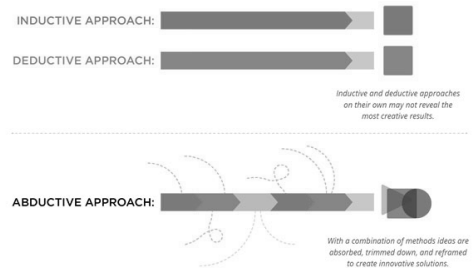 INDUCTIVE APPROACH:
DEDUCTIVE APPROACH:
Inductive and deductive approaches
on their own may not reveal the
most creative results.
ABDUCTIVE APPROACH:
With a combination of methods ideas are
absorbed, trimmed down, and reframed
to create innovative solutions.